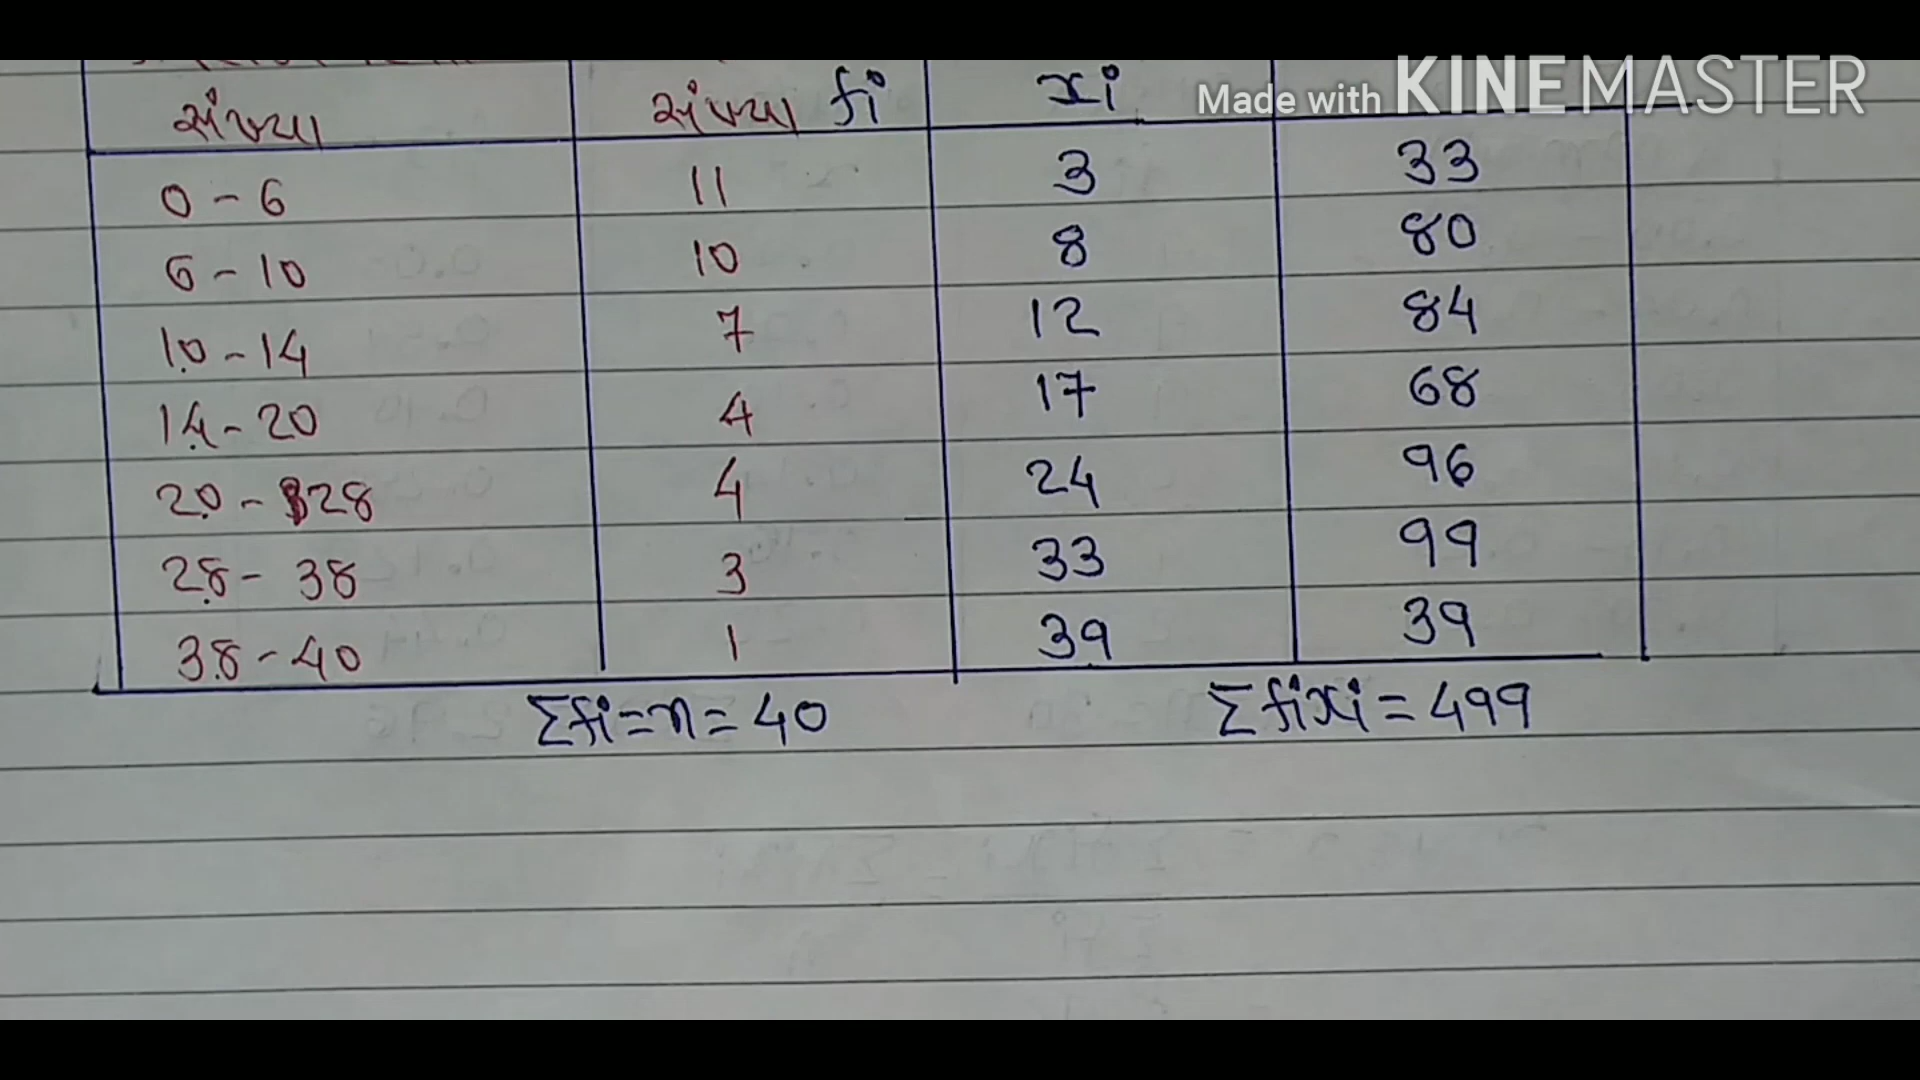 Made with KINEMASTER
સંખ્યા સંખ્યા fi xi
0 - 6 11 3 33
6 - 10 10 8 80
10 - 14 7 12 84
14 - 20 4 17 68
20 - 28 4 24 96
28 - 38 3 33 99
38 - 40 1 39 39
Σfi = n = 40 Σfixi = 499